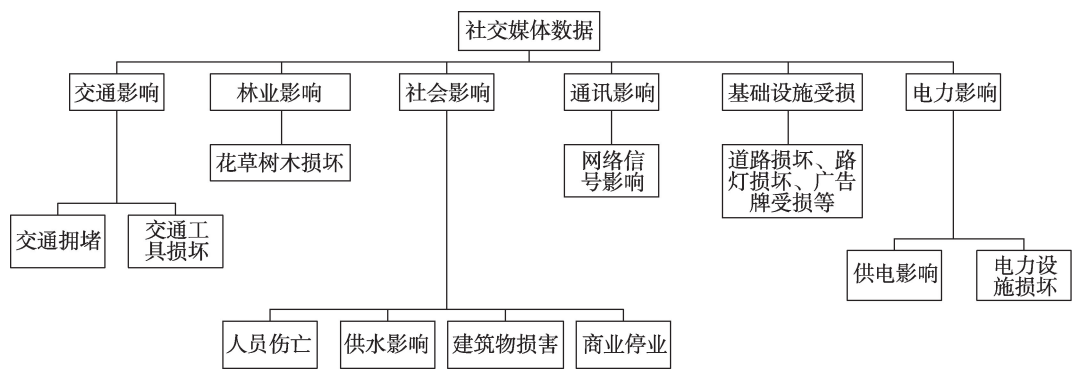 社交媒体数据
交通影响
林业影响
社会影响
通讯影响
基础设施受损
电力影响
花草树木损坏
网络信
号影响
道路损坏、路
灯损坏、广告
牌受损等
交通拥堵
交通工
具损坏
供电影响
电力设
施损坏
人员伤亡
供水影响
建筑物损害
商业停业